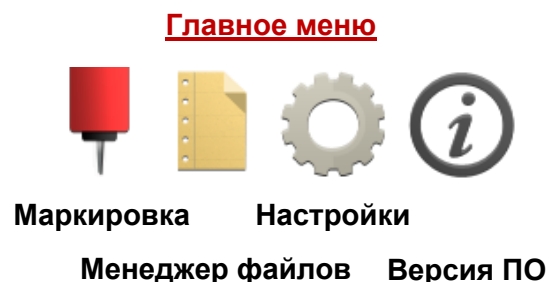 Главное меню
Маркировка Настройки
Менеджер файлов Версия ПО